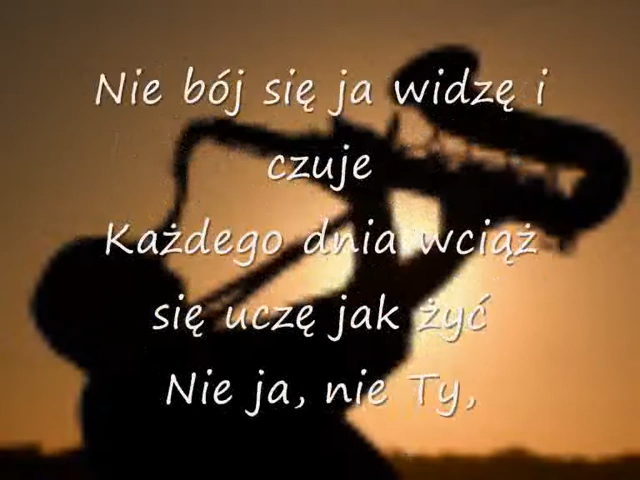 Nie bój się ja widzę i
czuje
Każdego dnia wciąż
się uczę jak żyć
Nie ja, nie Ty,